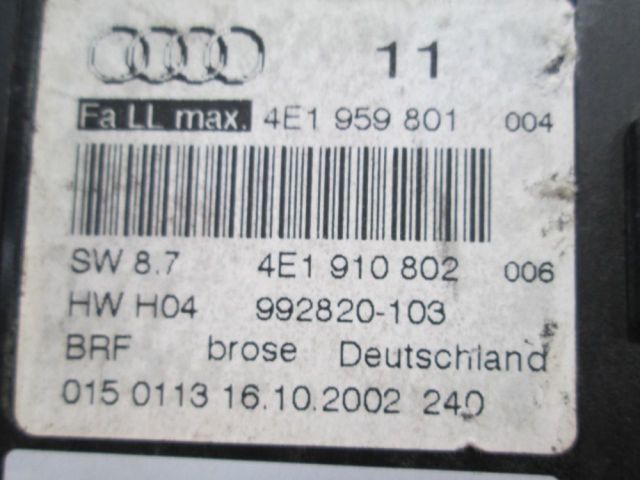 11
Fa LL max. 4E1 959 801 004
SW 8.7 4E1 910 802 006
HW H04 992820-103
BRF brose Deutschland
015 0113 16.10.2002 240